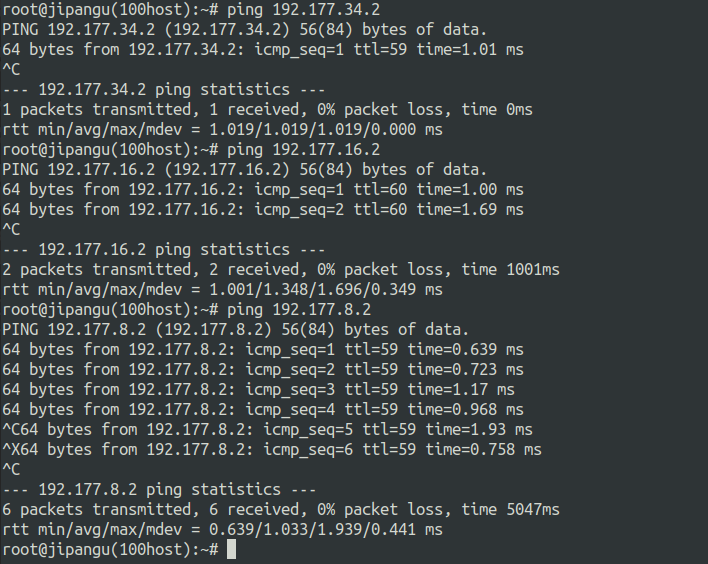 root@jipangu(100host):~# ping 192.177.34.2
PING 192.177.34.2 (192.177.34.2) 56(84) bytes of data.
64 bytes from 192.177.34.2: icmp_seq=1 ttl=59 time=1.01 ms
^C
--- 192.177.34.2 ping statistics ---
1 packets transmitted, 1 received, 0% packet loss, time 0ms
rtt min/avg/max/mdev = 1.019/1.019/1.019/0.000 ms
root@jipangu(100host):~# ping 192.177.16.2
PING 192.177.16.2 (192.177.16.2) 56(84) bytes of data.
64 bytes from 192.177.16.2: icmp_seq=1 ttl=60 time=1.00 ms
64 bytes from 192.177.16.2: icmp_seq=2 ttl=60 time=1.69 ms
^C
--- 192.177.16.2 ping statistics ---
2 packets transmitted, 2 received, 0% packet loss, time 1001ms
rtt min/avg/max/mdev = 1.001/1.348/1.696/0.349 ms
root@jipangu(100host):~# ping 192.177.8.2
PING 192.177.8.2 (192.177.8.2) 56(84) bytes of data.
64 bytes from 192.177.8.2: icmp_seq=1 ttl=59 time=0.639 ms
64 bytes from 192.177.8.2: icmp_seq=2 ttl=59 time=0.723 ms
64 bytes from 192.177.8.2: icmp_seq=3 ttl=59 time=1.17 ms
64 bytes from 192.177.8.2: icmp_seq=4 ttl=59 time=0.968 ms
^C64 bytes from 192.177.8.2: icmp_seq=5 ttl=59 time=1.93 ms
^X64 bytes from 192.177.8.2: icmp_seq=6 ttl=59 time=0.758 ms
^C
--- 192.177.8.2 ping statistics ---
6 packets transmitted, 6 received, 0% packet loss, time 5047ms
rtt min/avg/max/mdev = 0.639/1.033/1.939/0.441 ms
root@jipangu(100host):~#